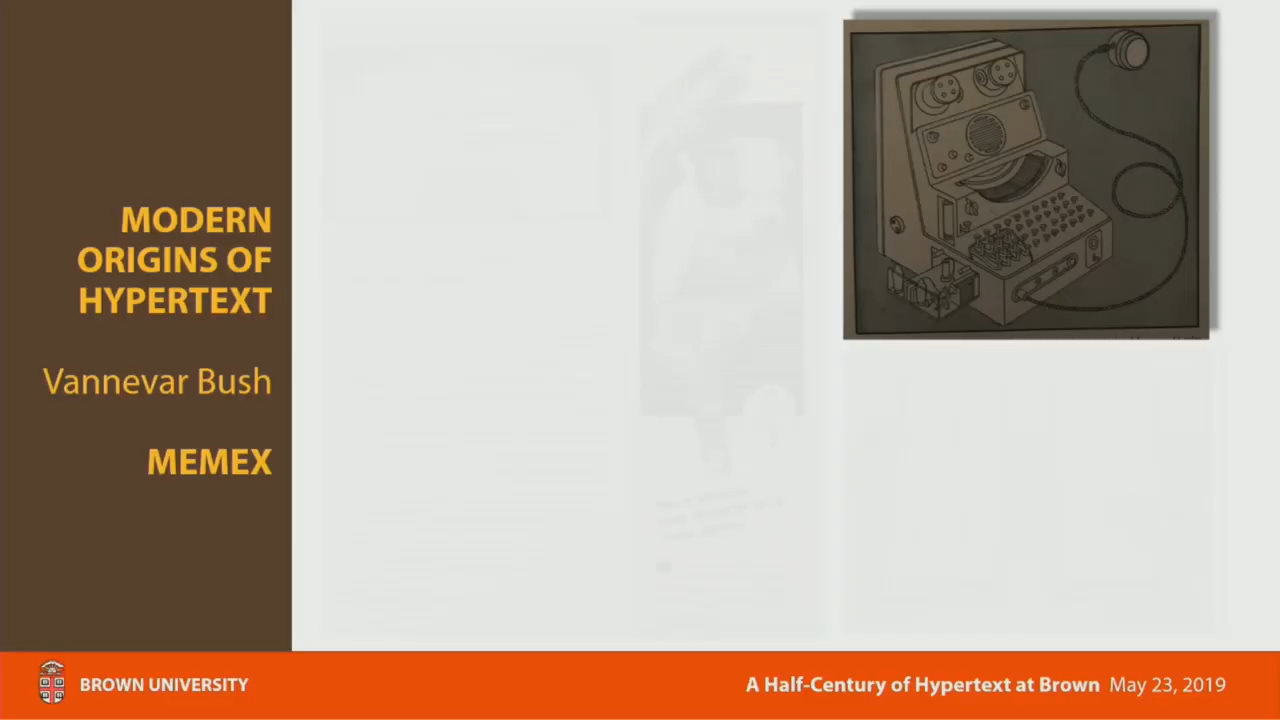 MODERN
ORIGINS OF
HYPERTEXT
Vannevar Bush
MEMEX
BROWN UNIVERSITY
A Half-Century of Hypertext at Brown May 23, 2019